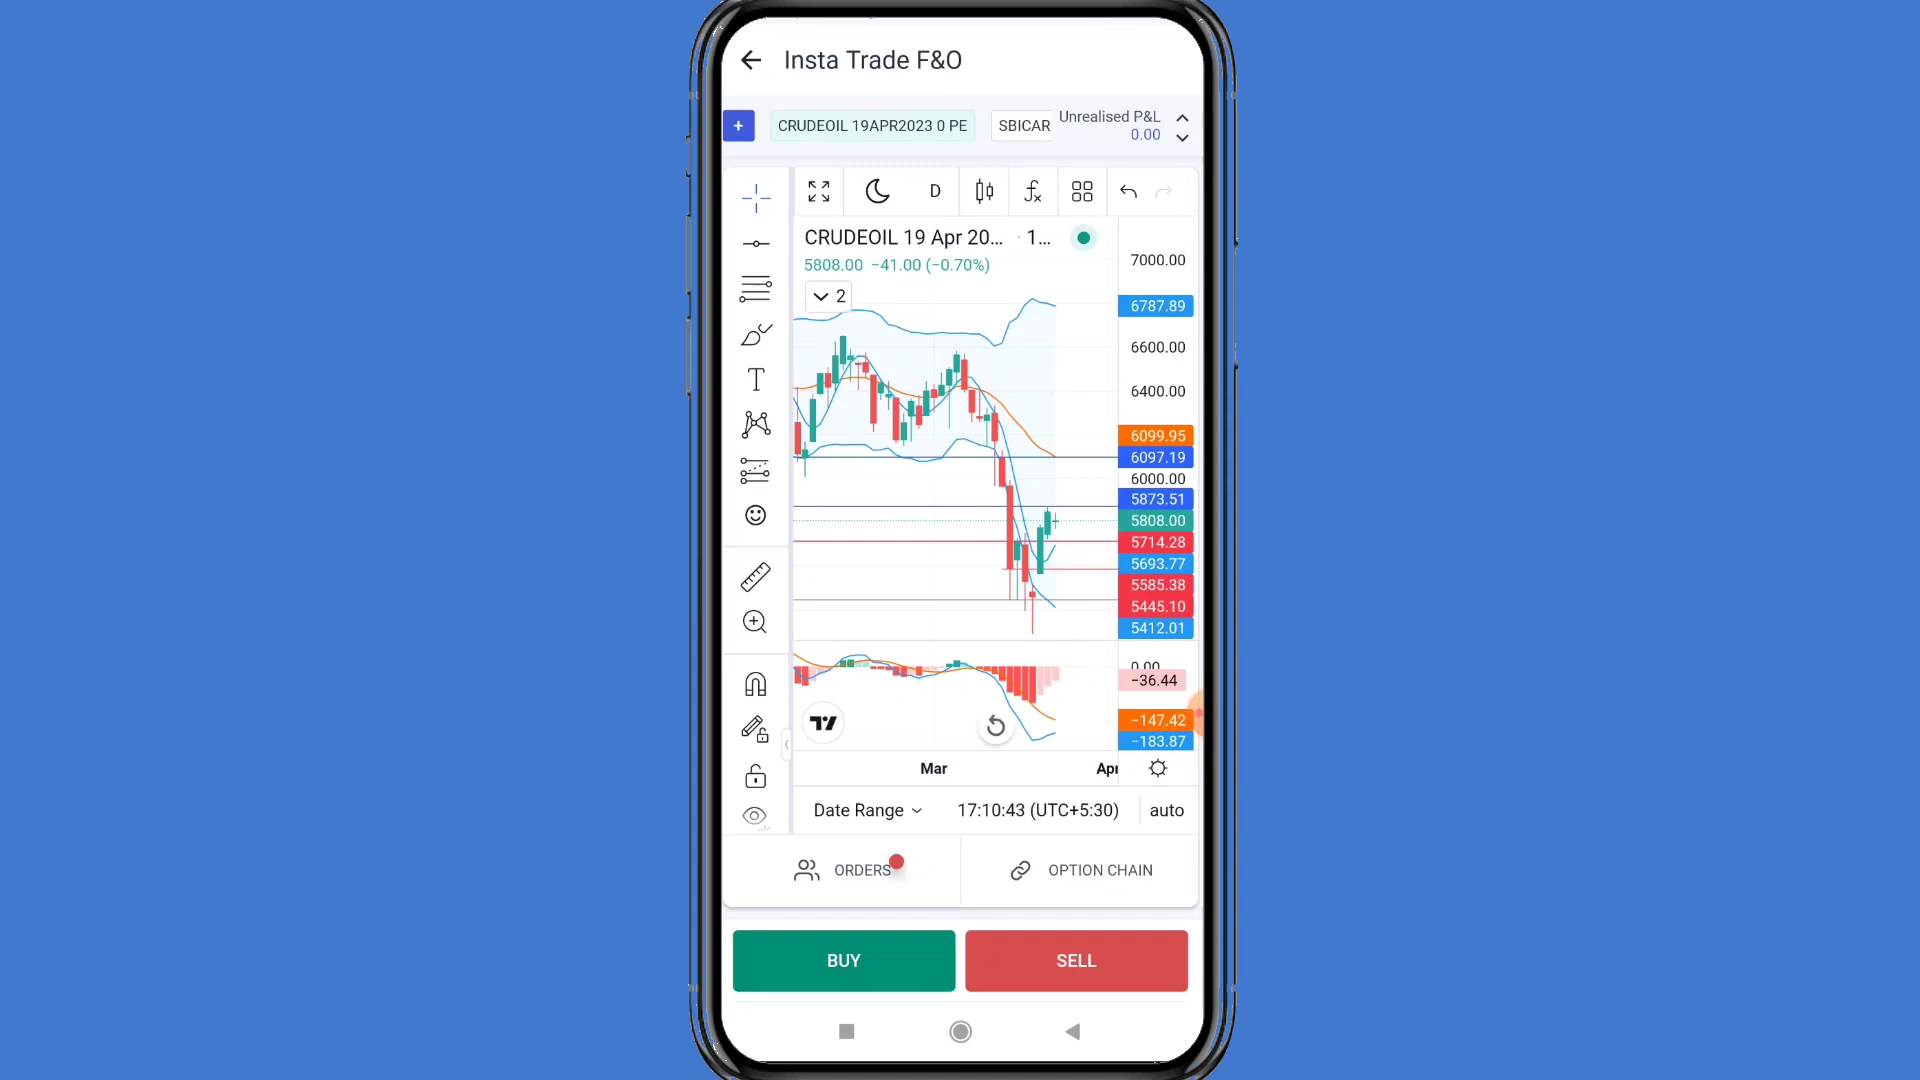 Insta Trade F&O
+
CRUDEOIL 19APR2023 0 PE
SBICAR
Unrealised P&L
0.00
D
CRUDEOIL 19 Apr 20... · 1...
5808.00 −41.00 (−0.70%)
2
7000.00
6787.89
6600.00
6400.00
6099.95
6097.19
6000.00
5873.51
5808.00
5714.28
5693.77
5585.38
5445.10
5412.01
0.00
−36.44
−147.42
−183.87
Mar
Apr
Date Range
17:10:43 (UTC+5:30)
auto
ORDERS
OPTION CHAIN
BUY
SELL